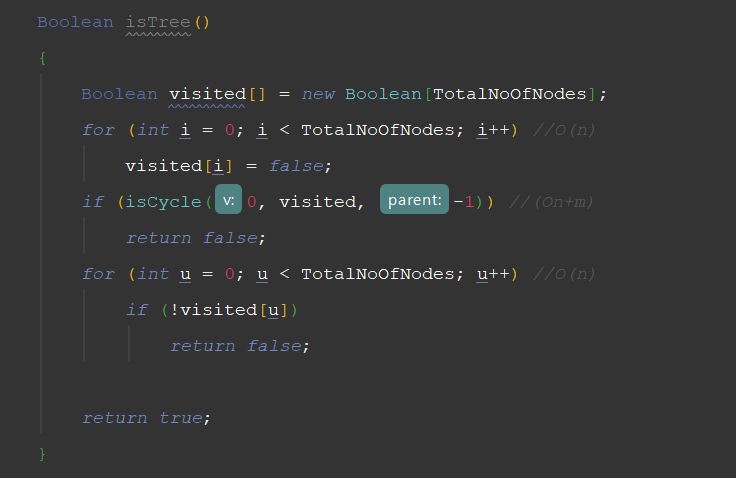 Boolean isTree()
{
Boolean visited[] = new Boolean[TotalNoOfNodes];
for (int i = 0; i < TotalNoOfNodes; i++) //O(n)
visited[i] = false;
if (isCycle( v: 0, visited, parent: -1)) //(On+m)
return false;
for (int u = 0; u < TotalNoOfNodes; u++) //O(n)
if (!visited[u])
return false;
return true;
}